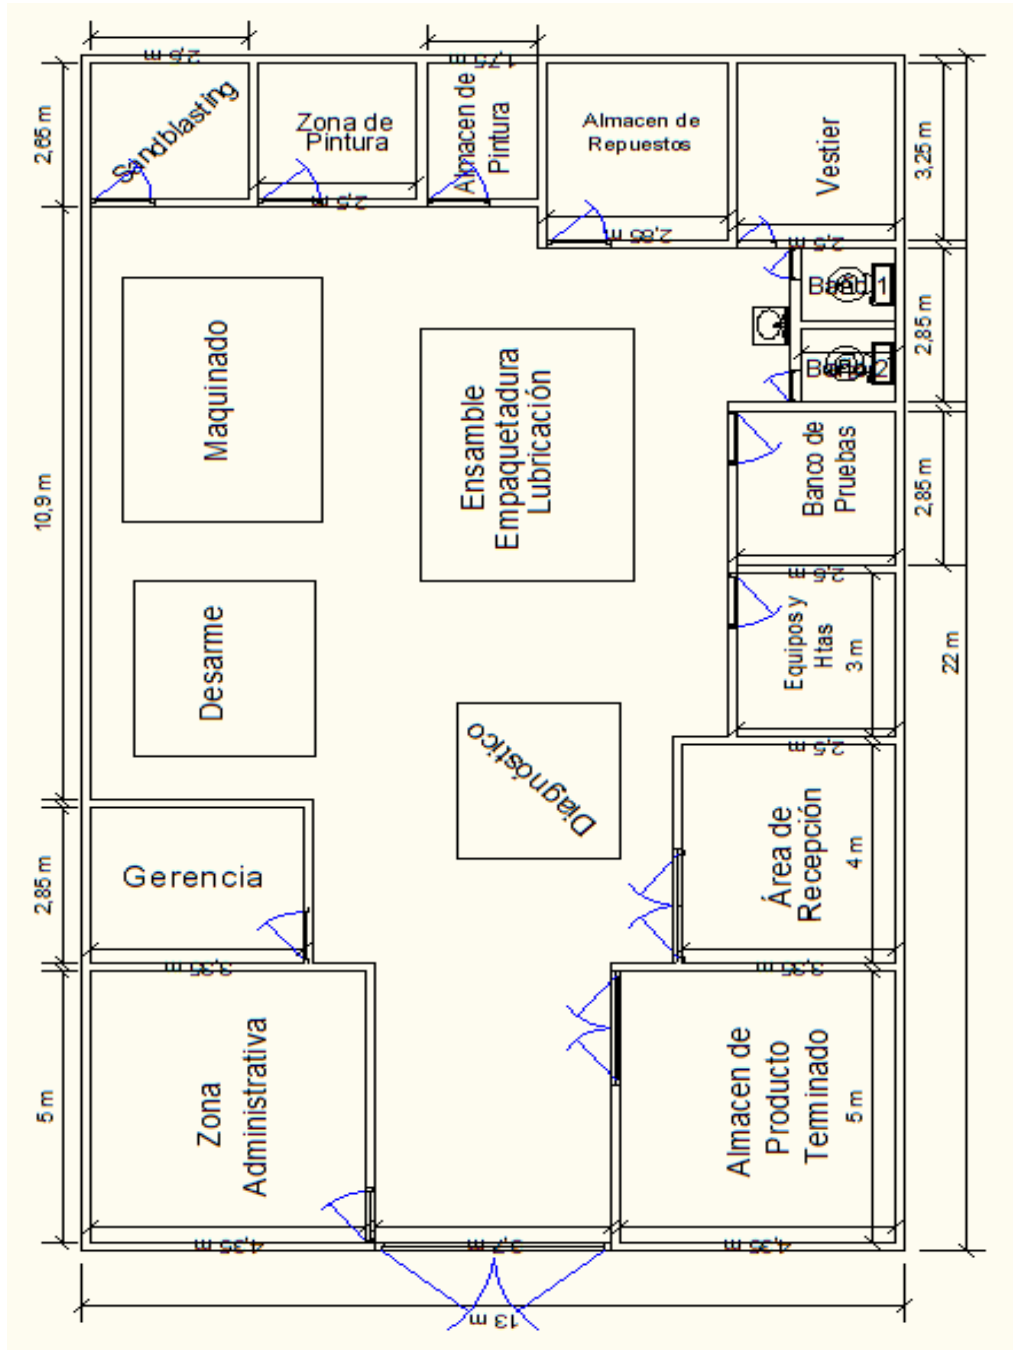 2,5 m
1,75 m
2,65 m
Sandblasting
Zona de
Pintura
Almacen de
Pintura
Almacen de
Repuestos
Vestier
3,25 m
2,5 m
2,85 m
2,5 m
Baño 1
Baño 2
2,85 m
Maquinado
Ensamble
Empaquetadura
Lubricación
Banco de
Pruebas
2,85 m
10,9 m
2,5 m
Desarme
Equipos y
Htas
3 m
22 m
2,5 m
Diagnóstico
Área de
Recepción
4 m
Gerencia
2,85 m
3,35 m
3,35 m
Zona
Administrativa
5 m
Almacen de
Producto
Terminado
5 m
4,35 m
3,7 m
4,35 m
13 m